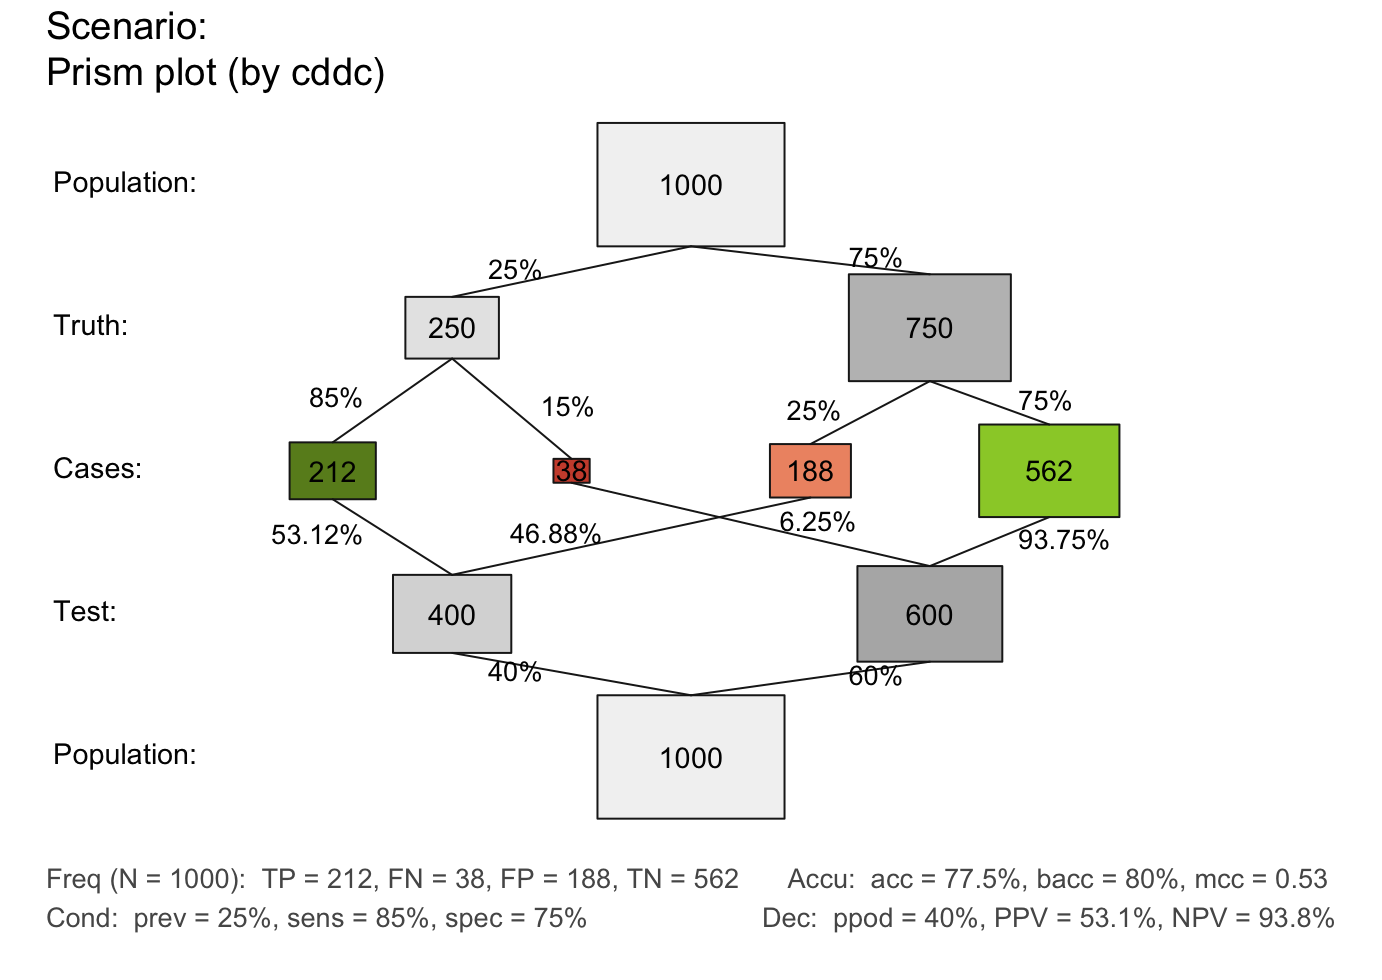 Scenario:
Prism plot (by cddc)
Population:
1000
25%
75%
Truth:
250
750
85%
15%
25%
75%
Cases:
212
38
188
562
53.12%
46.88%
6.25%
93.75%
Test:
400
600
40%
60%
Population:
1000
Freq (N = 1000): TP = 212, FN = 38, FP = 188, TN = 562
Accu: acc = 77.5%, bacc = 80%, mcc = 0.53
Cond: prev = 25%, sens = 85%, spec = 75%
Dec: ppod = 40%, PPV = 53.1%, NPV = 93.8%